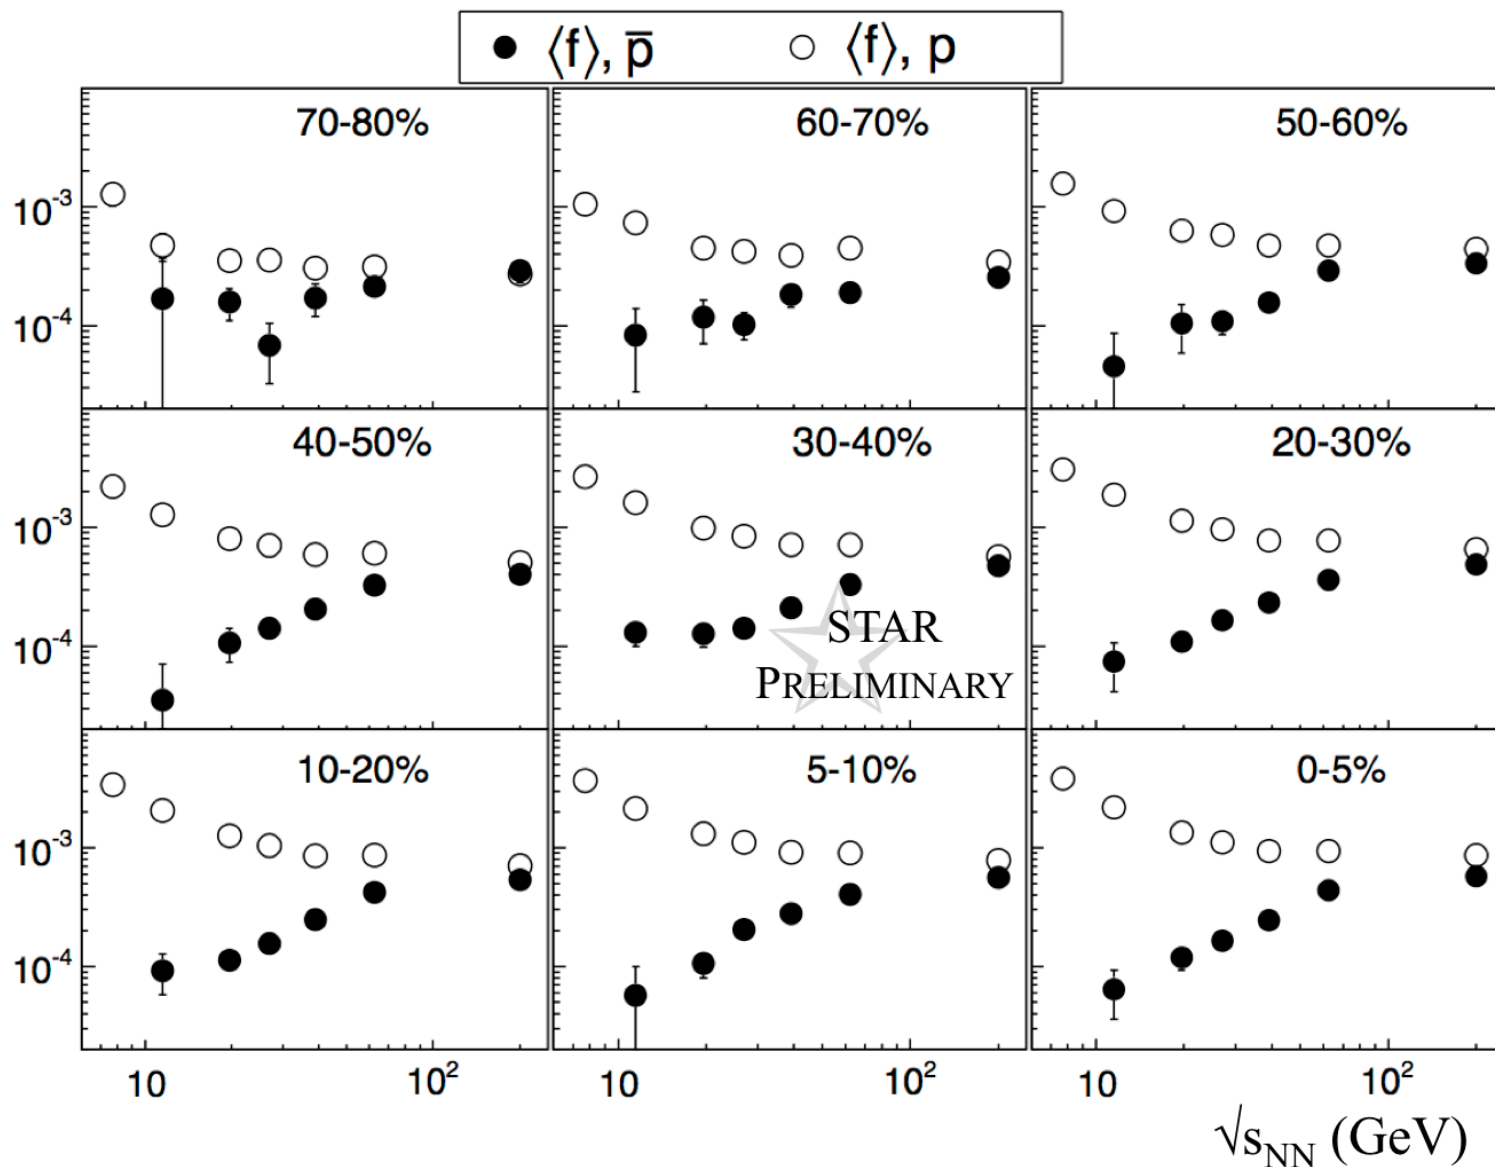 ⟨f⟩, p̅ ⟨f⟩, p
70-80% 60-70% 50-60%
10⁻³
10⁻⁴
40-50% 30-40% 20-30%
10⁻³
STAR
10⁻⁴
PRELIMINARY
10-20% 5-10% 0-5%
10⁻³
10⁻⁴
10 10² 10 10² 10 10²
√sNN (GeV)